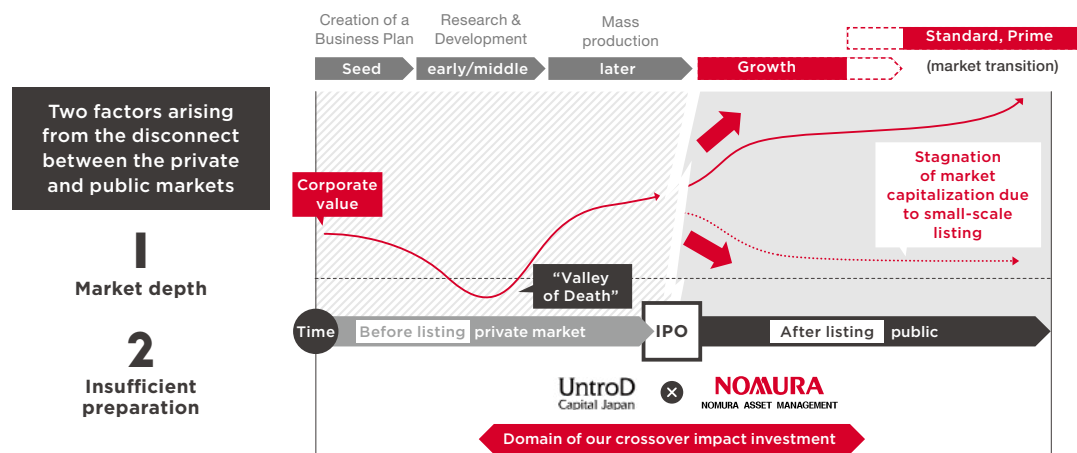 Creation of a
Business Plan
Research &
Development
Mass
production
Seed
early/middle
later
Growth
Standard, Prime
(market transition)
Two factors arising
from the disconnect
between the private
and public markets
1
Market depth
2
Insufficient
preparation
Corporate
value
"Valley
of Death"
Stagnation
of market
capitalization due
to small-scale
listing
Time
Before listing private market
IPO
After listing public
UntroD
Capital Japan
NOMURA
NOMURA ASSET MANAGEMENT
Domain of our crossover impact investment